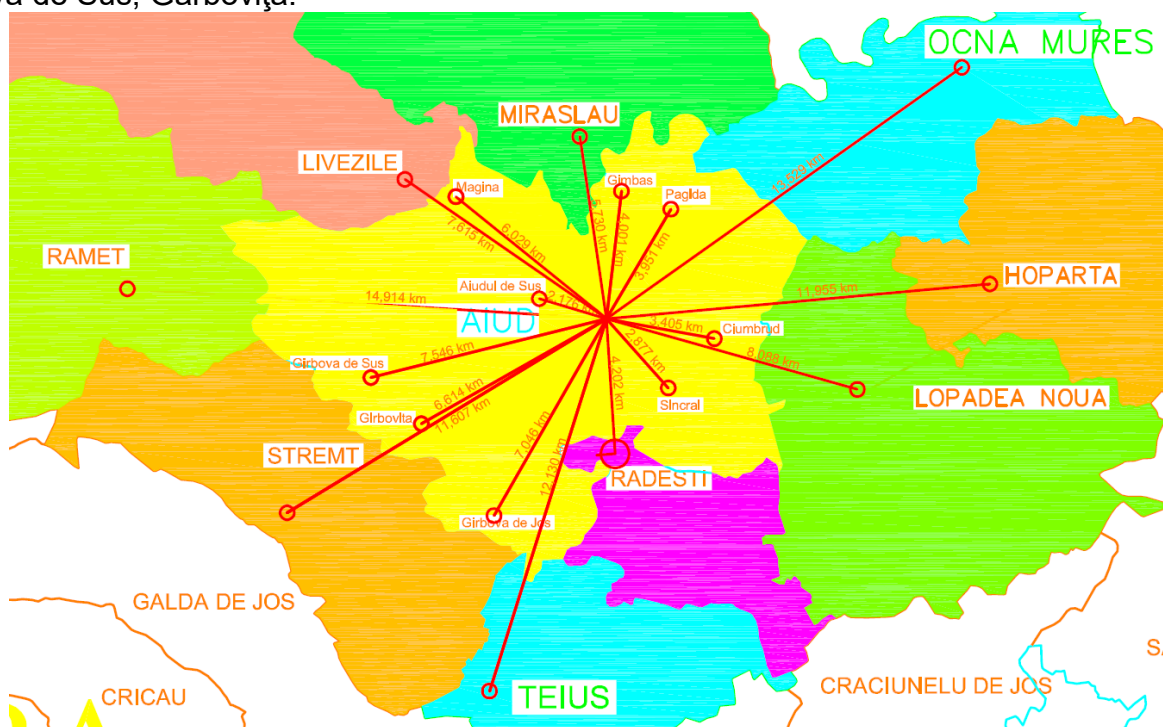 va de Sus, Gârboviţa.
OCNA MURES
MIRASLAU
LIVEZILE
Magina
Gimbas
Pagida
13,529 km
7,615 km
6,029 km
5,730 km
4,001 km
3,951 km
RAMET
HOPARTA
11,955 km
Aiudul de Sus
2,176 k
14,914 km
AIUD
3,405 km
Ciumbrud
2,877 km
8,088 km
Girbova de Sus
7,546 km
4,202 km
6,614 km
Sincrai
LOPADEA NOUA
Girbovita
11,607 km
STREMT
7,046 km
12,130 km
RADESTI
Girbova de Jos
GALDA DE JOS
CRICAU
TEIUS
CRACIUNELU DE JOS